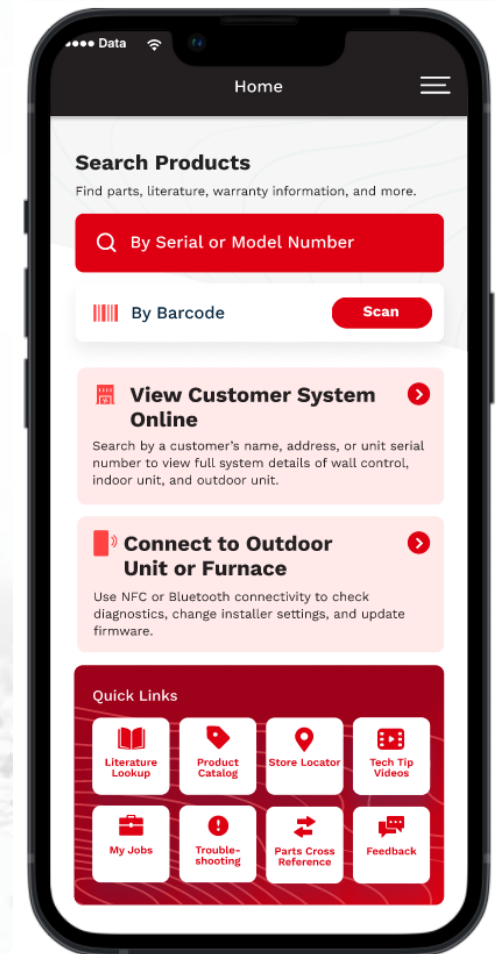 Data
Home
Search Products
Find parts, literature, warranty information, and more.
By Serial or Model Number
By Barcode
Scan
View Customer System
Online
Search by a customer's name, address, or unit serial
number to view full system details of wall control,
indoor unit, and outdoor unit.
Connect to Outdoor
Unit or Furnace
Use NFC or Bluetooth connectivity to check
diagnostics, change installer settings, and update
firmware.
Quick Links
Literature
Lookup
Product
Catalog
Store Locator
Tech Tip
Videos
My Jobs
Trouble-
shooting
Parts Cross
Reference
Feedback